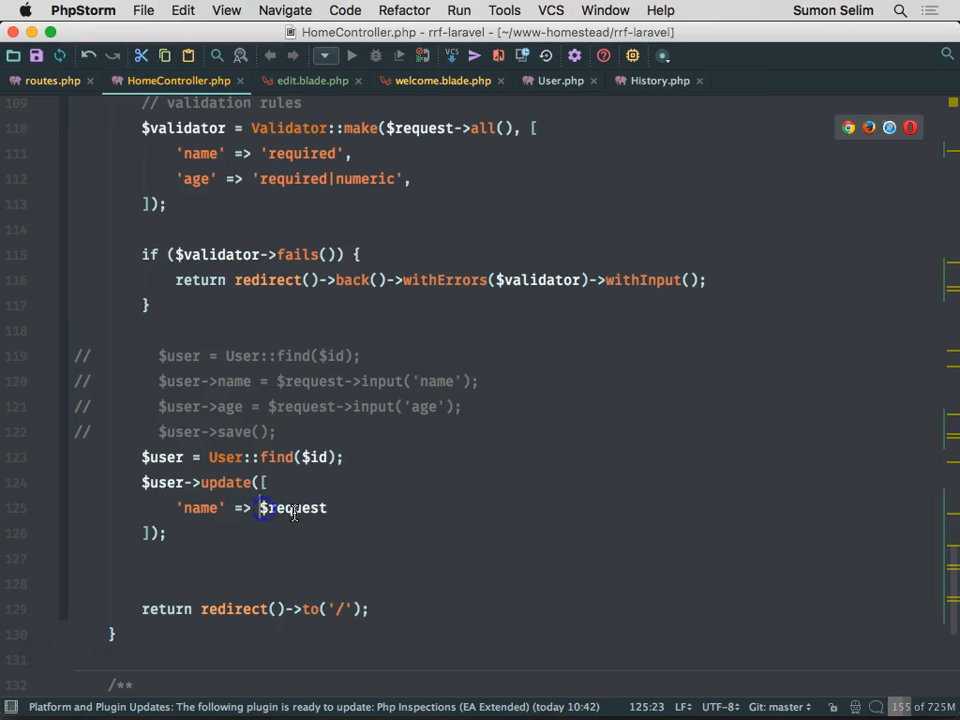 PhpStorm File Edit View Navigate Code Refactor Run Tools VCS Window Help Sumon Selim
HomeController.php - rrf-laravel - [~/www-homestead/rrf-laravel]
routes.php HomeController.php edit.blade.php welcome.blade.php User.php History.php
109 // validation rules
110 $validator = Validator::make($request->all(), [
111 'name' => 'required',
112 'age' => 'required|numeric',
113 ]);
114
115 if ($validator->fails()) {
116 return redirect()->back()->withErrors($validator)->withInput();
117 }
118
119 // $user = User::find($id);
120 // $user->name = $request->input('name');
121 // $user->age = $request->input('age');
122 // $user->save();
123 $user = User::find($id);
124 $user->update([
125 'name' => $request
126 ]);
127
128
129 return redirect()->to('/');
130 }
131
132 /**
Platform and Plugin Updates: The following plugin is ready to update: Php Inspections (EA Extended) (today 10:42) 125:23 LF÷ UTF-8÷ Git: master÷ 155 of 725M